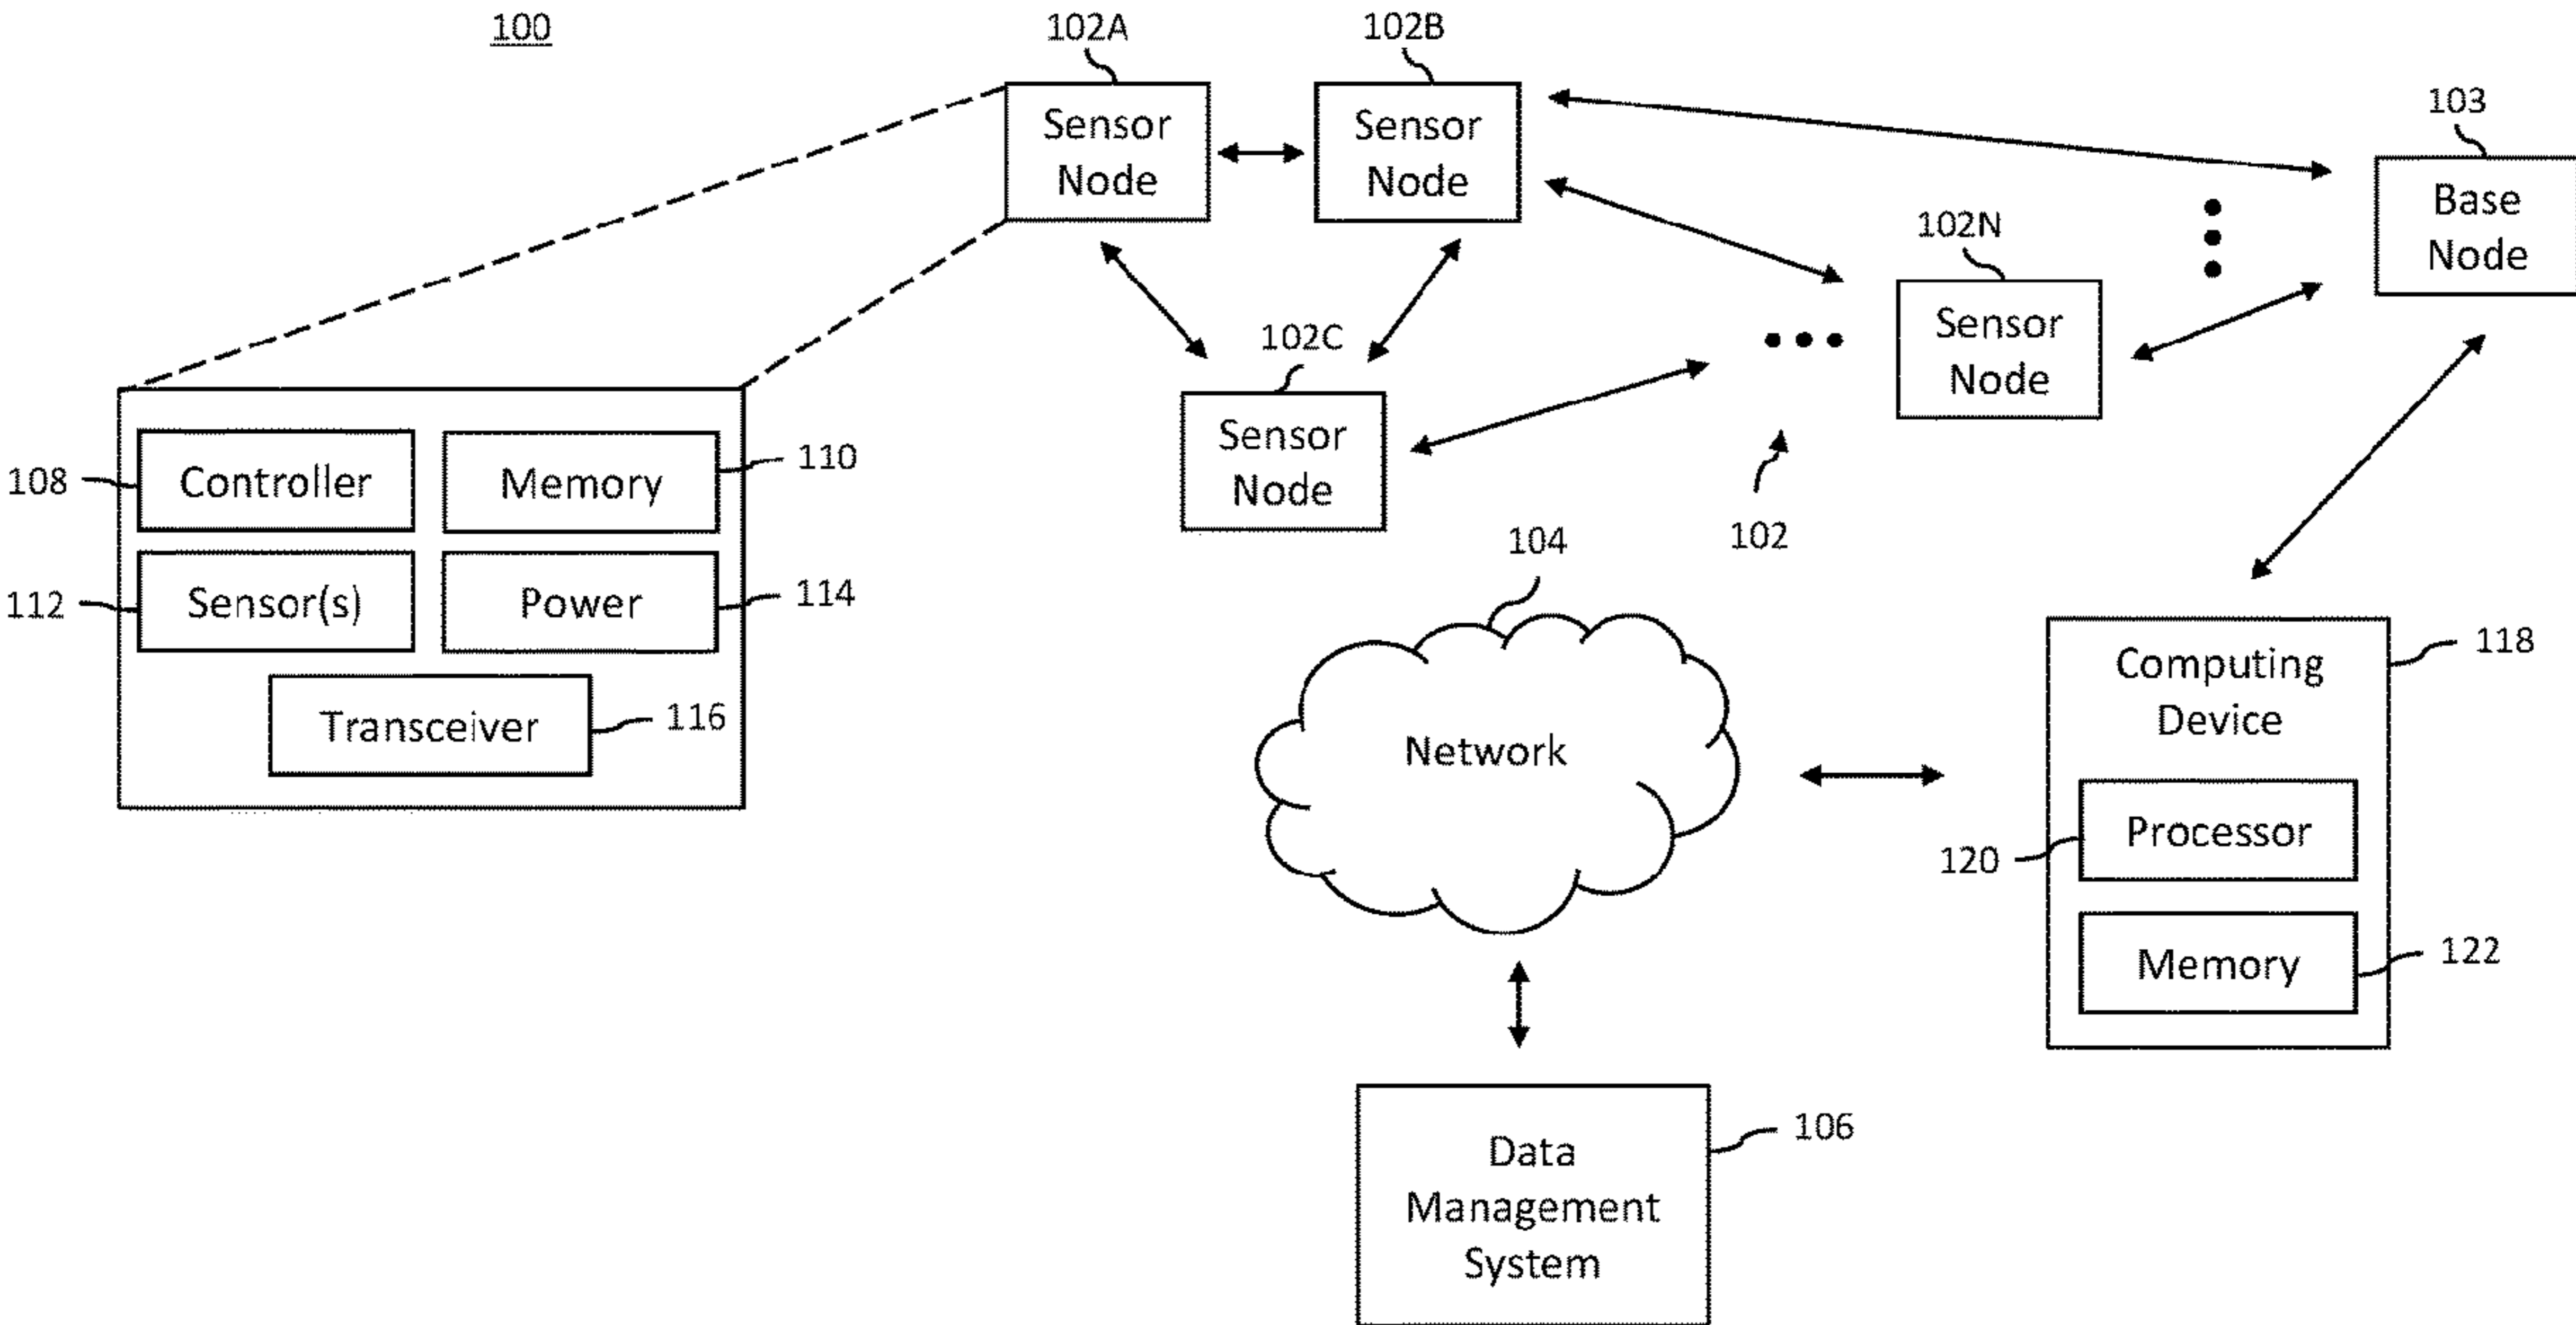 100
102A
102B
103
Sensor
Node
Sensor
Node
Base
Node
102N
Sensor
Node
102C
Sensor
Node
102
108
Controller
Memory
110
112
Sensor(s)
Power
114
Transceiver
116
104
Network
118
Computing
Device
120
Processor
Memory
122
106
Data
Management
System